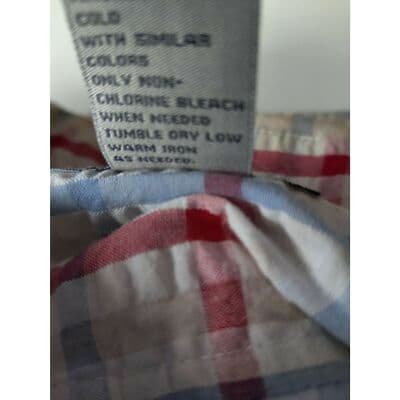 COLD
WITH SIMILAR
COLORS
ONLY NON-
CHLORINE BLEACH
WHEN NEEDED
TUMBLE DRY LOW
WARM IRON
AS NEEDED.